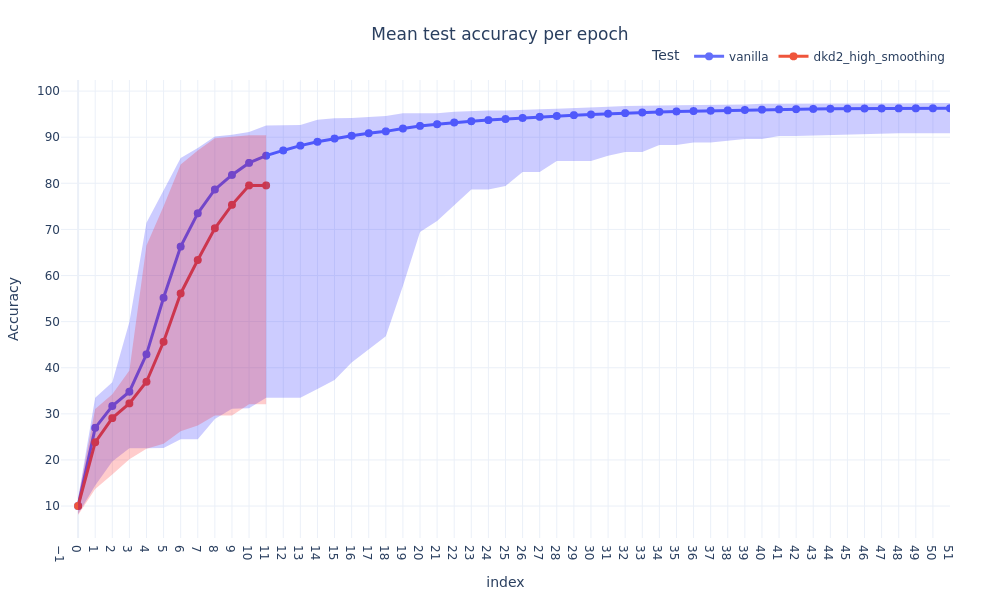 Mean test accuracy per epoch
Test vanilla dkd2_high_smoothing
Accuracy
100
90
80
70
60
50
40
30
20
10
−1 0 1 2 3 4 5 6 7 8 9 10 11 12 13 14 15 16 17 18 19 20 21 22 23 24 25 26 27 28 29 30 31 32 33 34 35 36 37 38 39 40 41 42 43 44 45 46 47 48 49 50 51
index